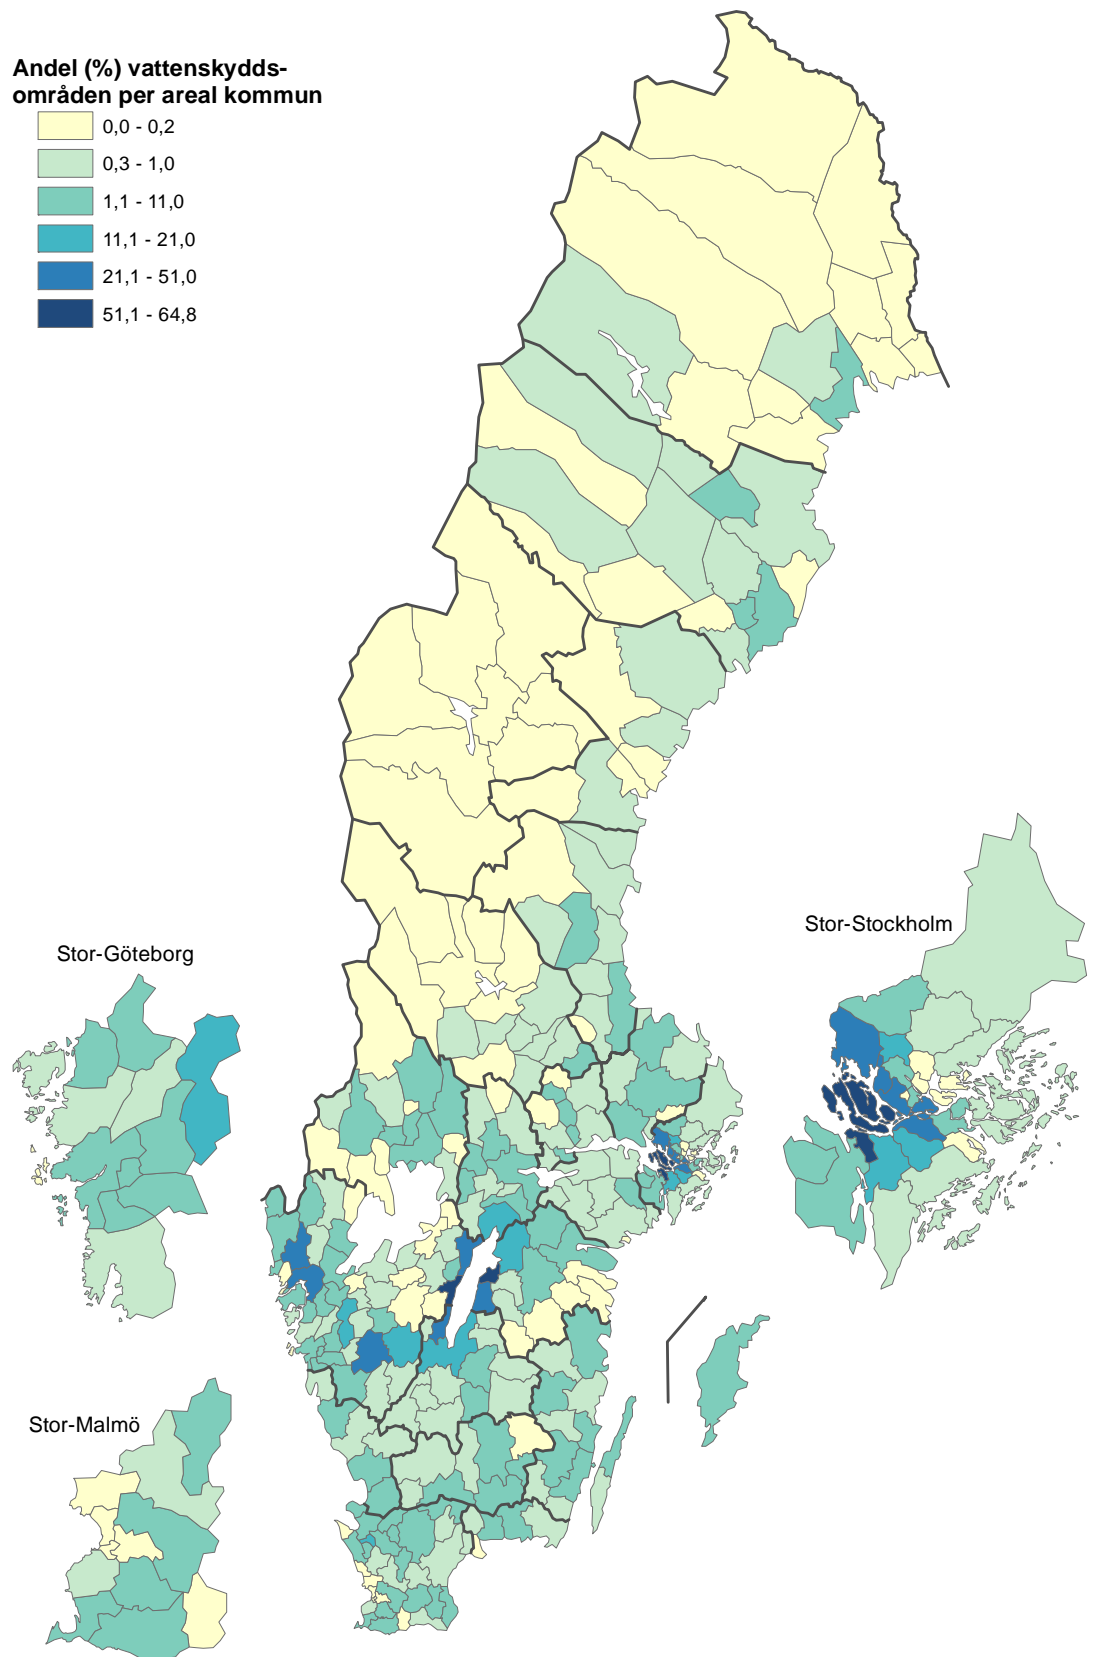 Andel (%) vattenskydds-
områden per areal kommun
0,0 - 0,2
0,3 - 1,0
1,1 - 11,0
11,1 - 21,0
21,1 - 51,0
51,1 - 64,8
Stor-Göteborg
Stor-Stockholm
Stor-Malmö